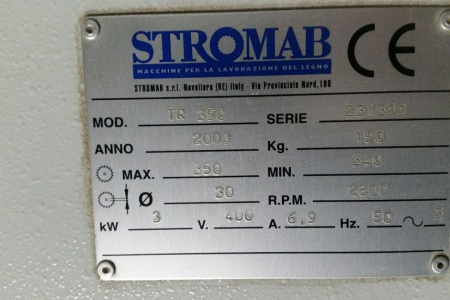 STROMAB CE
MACCHINE PER LA LAVORAZIONE DEL LEGNO
STROMAB s.r.l.-Novellara (RE) Italy - Via Provinciale Nord,108
MOD. TR 350 SERIE 231393
ANNO 2003 Kg. 150
MAX. 350 MIN. 340
Ø 30 R.P.M. 2800
kW 3 V. 400 A. 6,9 Hz. 50 3